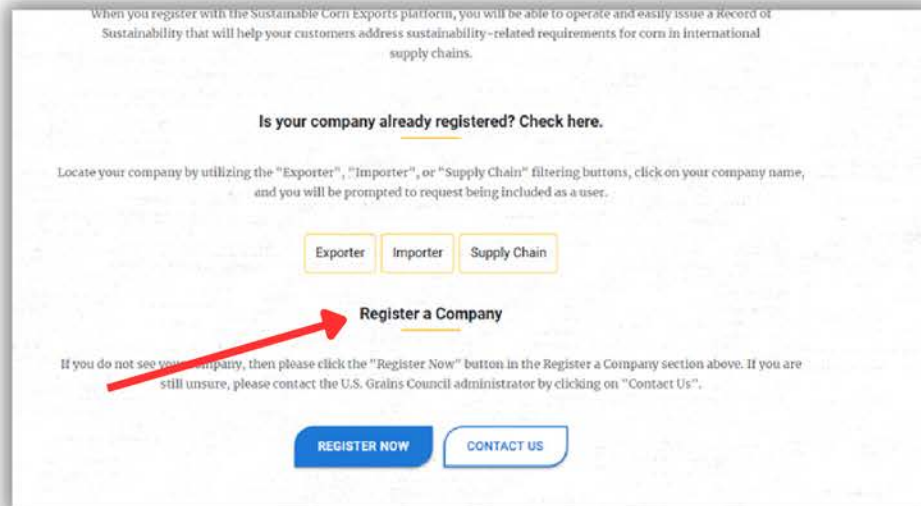 When you register with the Sustainable Corn Exports platform, you will be able to operate and easily issue a Record of
Sustainability that will help your customers address sustainability-related requirements for corn in international
supply chains.
Is your company already registered? Check here.
Locate your company by utilizing the "Exporter", "Importer", or "Supply Chain" filtering buttons, click on your company name,
and you will be prompted to request being included as a user.
Exporter Importer Supply Chain
Register a Company
If you do not see your company, then please click the "Register Now" button in the Register a Company section above. If you are
still unsure, please contact the U.S. Grains Council administrator by clicking on "Contact Us".
REGISTER NOW CONTACT US